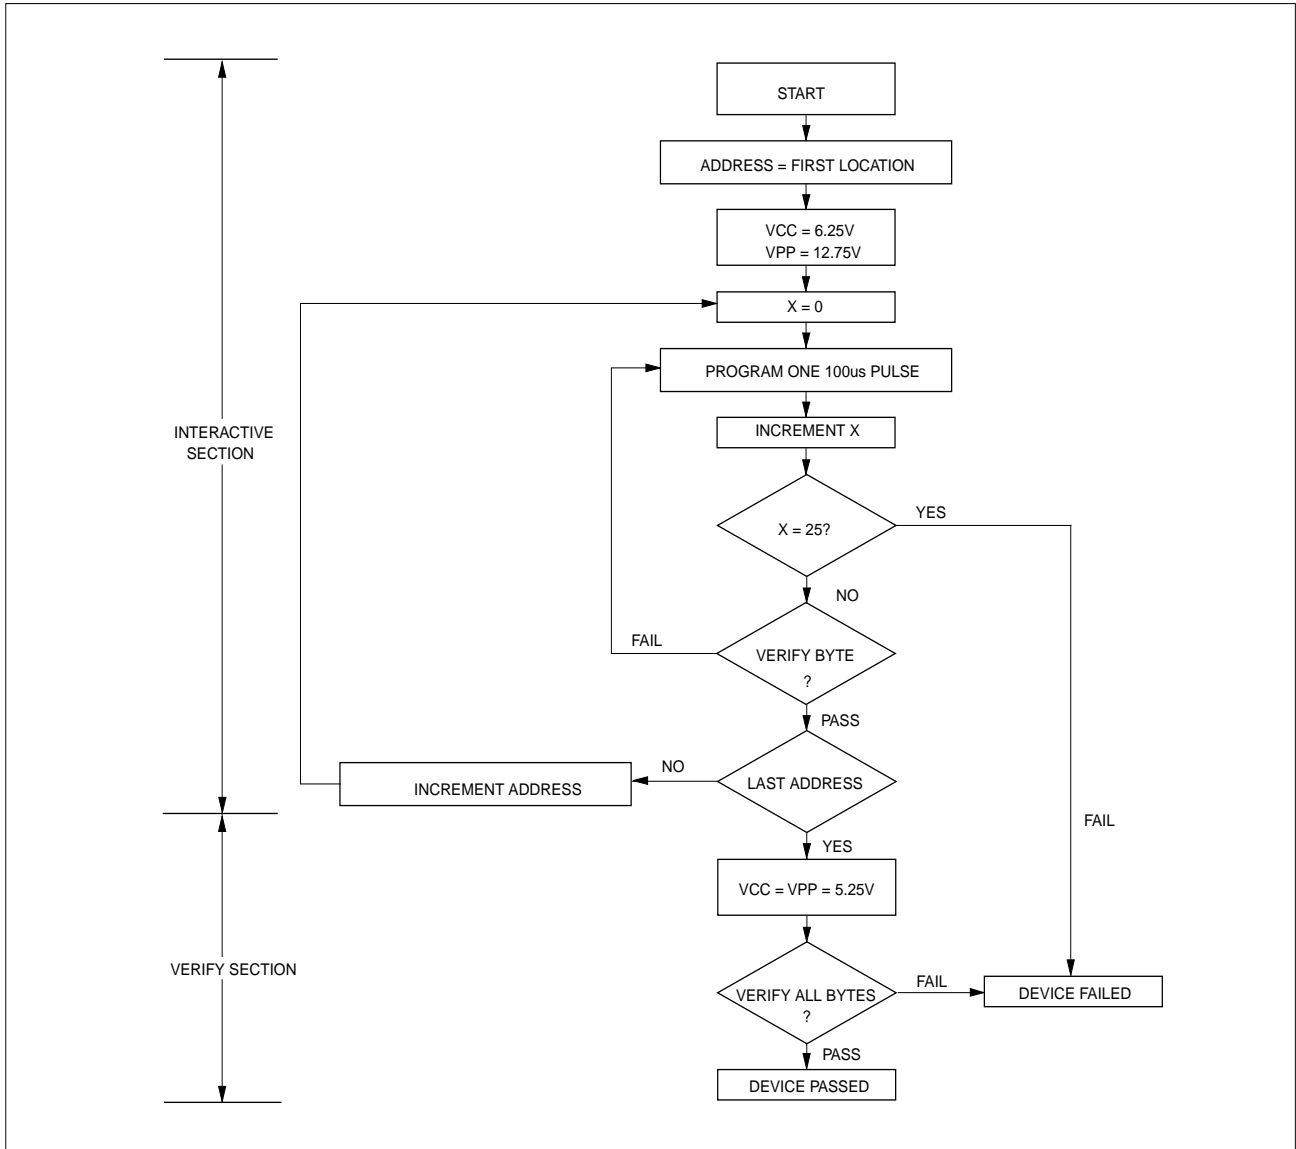 START
ADDRESS = FIRST LOCATION
VCC = 6.25V
VPP = 12.75V
X = 0
PROGRAM ONE 100us PULSE
INCREMENT X
INTERACTIVE
SECTION
X = 25?
YES
NO
FAIL
VERIFY BYTE
?
PASS
NO
LAST ADDRESS
INCREMENT ADDRESS
FAIL
YES
VCC = VPP = 5.25V
VERIFY SECTION
VERIFY ALL BYTES
?
FAIL
DEVICE FAILED
PASS
DEVICE PASSED